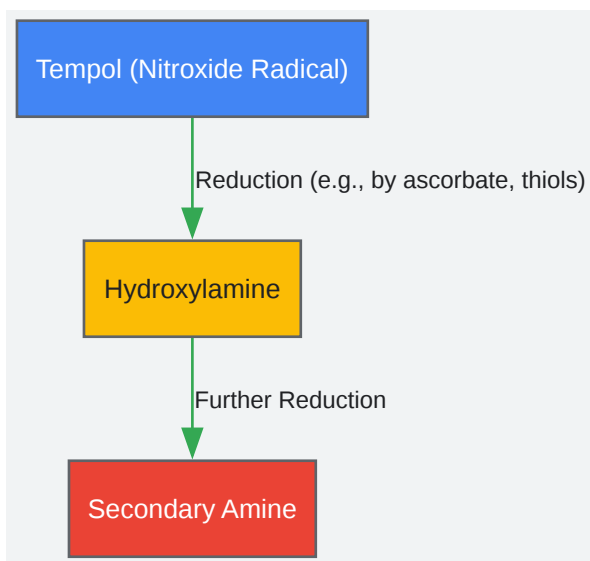 Tempol (Nitroxide Radical)
Reduction (e.g., by ascorbate, thiols)
Hydroxylamine
Further Reduction
Secondary Amine